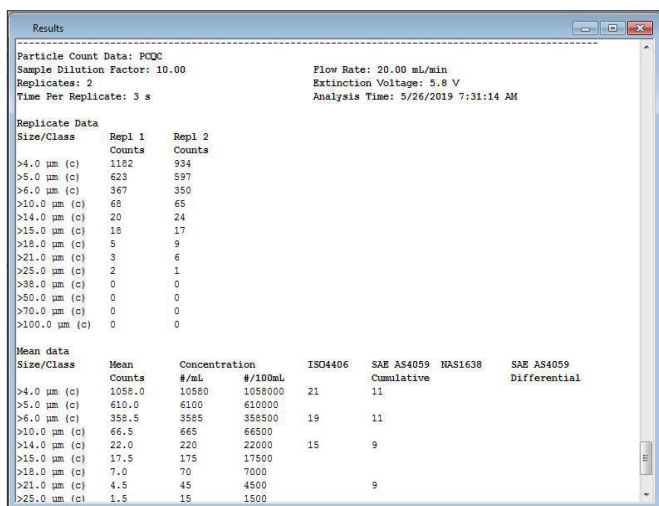 Results
Particle Count Data: PCQC
Sample Dilution Factor: 10.00 Flow Rate: 20.00 mL/min
Replicates: 2 Extinction Voltage: 5.8 V
Time Per Replicate: 3 s Analysis Time: 5/26/2019 7:31:14 AM
Replicate Data
Size/Class Repl 1 Repl 2
Counts Counts
>4.0 µm (c) 1182 934
>5.0 µm (c) 623 597
>6.0 µm (c) 367 350
>10.0 µm (c) 68 65
>14.0 µm (c) 20 24
>15.0 µm (c) 18 17
>18.0 µm (c) 5 9
>21.0 µm (c) 3 6
>25.0 µm (c) 2 1
>38.0 µm (c) 0 0
>50.0 µm (c) 0 0
>70.0 µm (c) 0 0
>100.0 µm (c) 0 0
Mean data
Size/Class Mean Concentration ISO4406 SAE AS4059 NAS1638 SAE AS4059
Counts #/mL #/100mL Cumulative Differential
>4.0 µm (c) 1058.0 10580 1058000 21 11
>5.0 µm (c) 610.0 6100 610000
>6.0 µm (c) 358.5 3585 358500 19 11
>10.0 µm (c) 66.5 665 66500
>14.0 µm (c) 22.0 220 22000 15 9
>15.0 µm (c) 17.5 175 17500
>18.0 µm (c) 7.0 70 7000
>21.0 µm (c) 4.5 45 4500 9
>25.0 µm (c) 1.5 15 1500